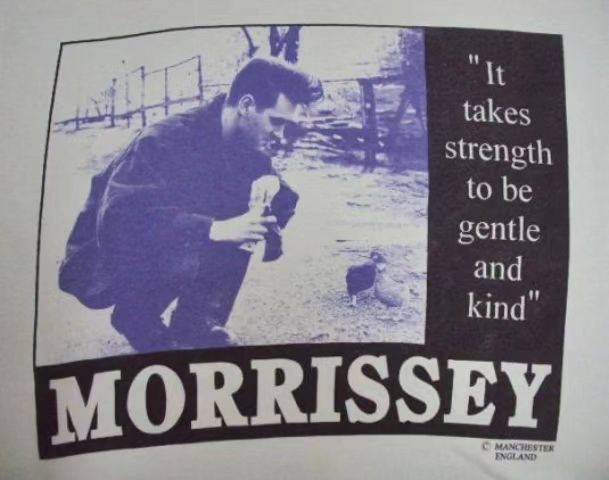 "It
takes
strength
to be
gentle
and
kind"
MORRISSEY
© MANCHESTER
ENGLAND